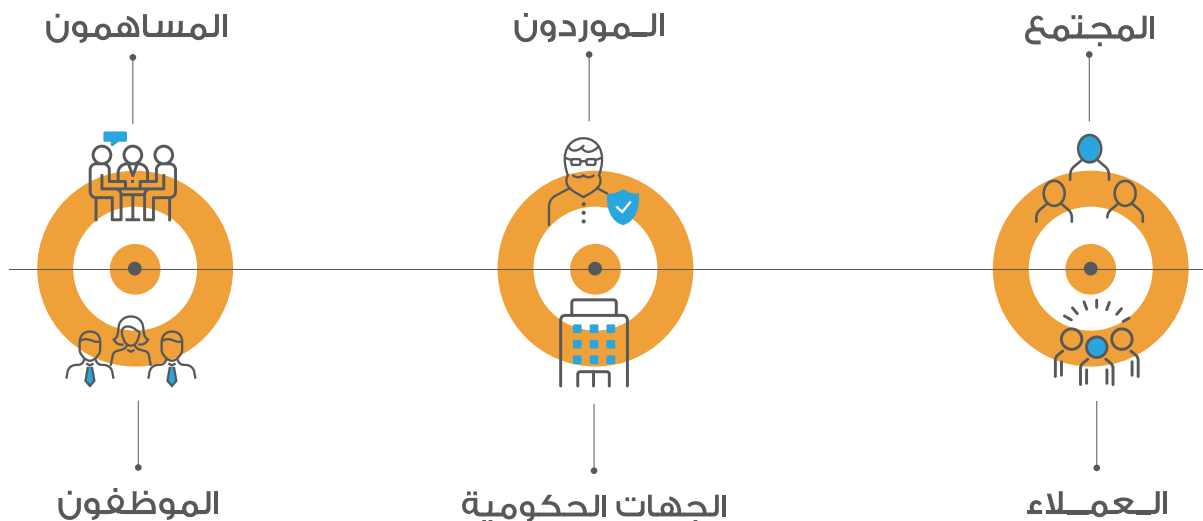 المجتمع
الـموردون
المساهمون
الـعمـلاء
الجهات الحكومية
الموظفون